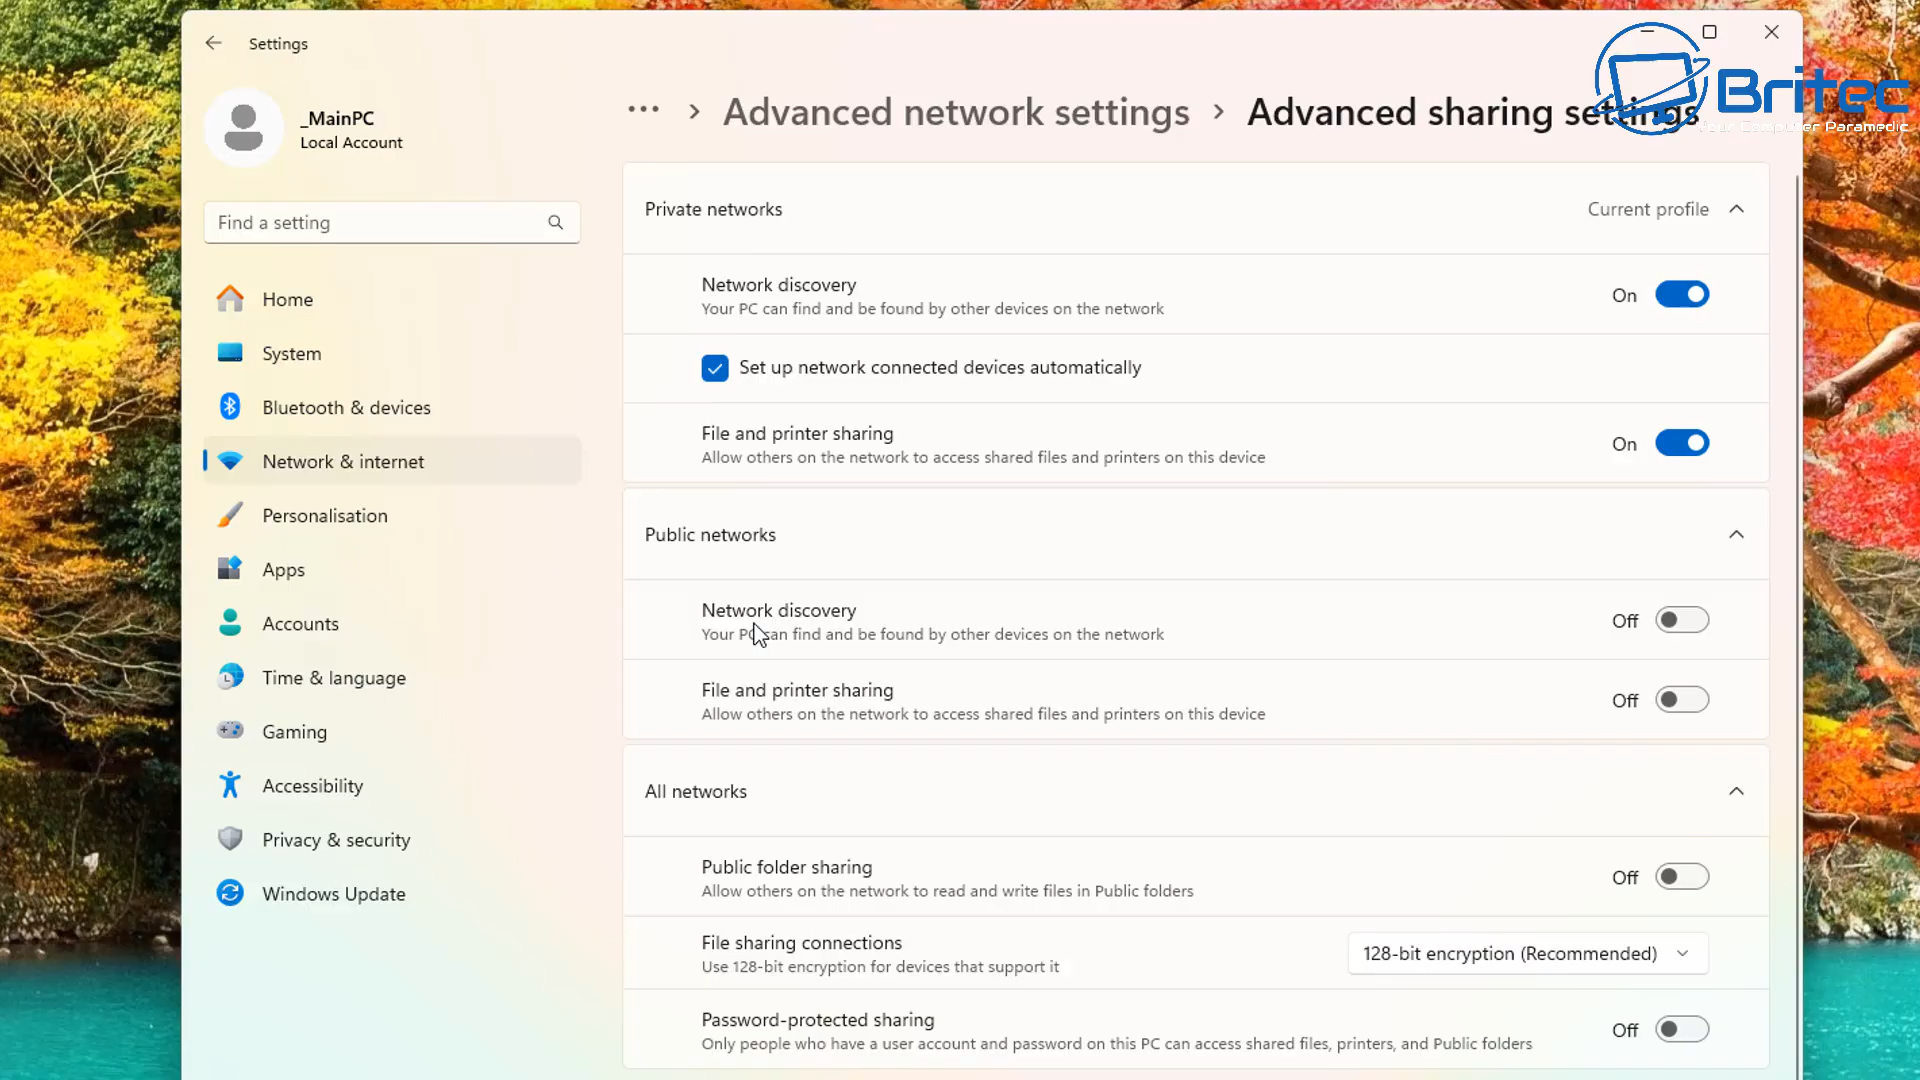 Settings
_MainPC
Local Account
Find a setting
Home
System
Bluetooth & devices
Network & internet
Personalisation
Apps
Accounts
Time & language
Gaming
Accessibility
Privacy & security
Windows Update
··· > Advanced network settings > Advanced sharing settings
Britec
Your Computer Paramedic
Private networks
Current profile
Network discovery
Your PC can find and be found by other devices on the network
On
Set up network connected devices automatically
File and printer sharing
Allow others on the network to access shared files and printers on this device
On
Public networks
Network discovery
Your PC can find and be found by other devices on the network
Off
File and printer sharing
Allow others on the network to access shared files and printers on this device
Off
All networks
Public folder sharing
Allow others on the network to read and write files in Public folders
Off
File sharing connections
Use 128-bit encryption for devices that support it
128-bit encryption (Recommended)
Password-protected sharing
Only people who have a user account and password on this PC can access shared files, printers, and Public folders
Off